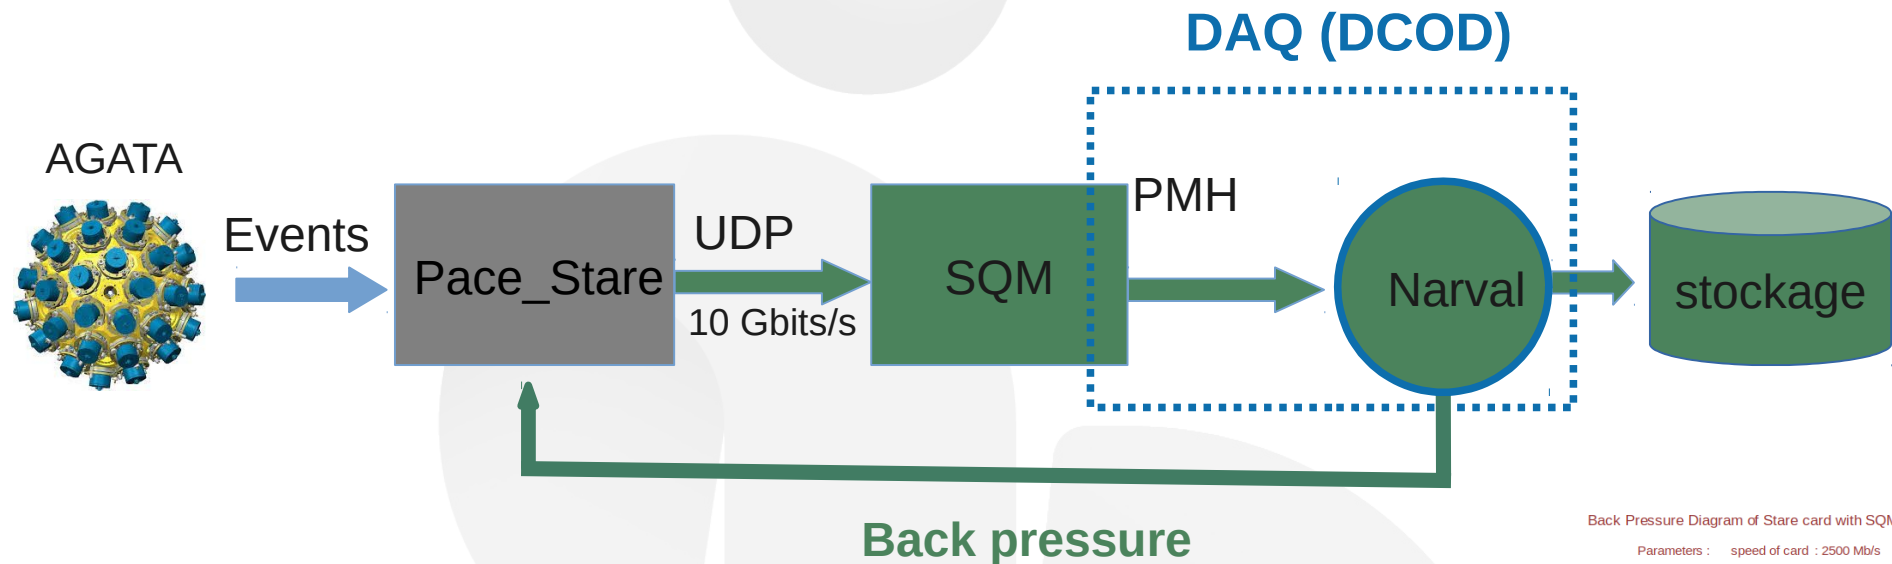 DAQ (DCOD)
AGATA
Events
Pace_Stare
UDP
10 Gbits/s
SQM
PMH
Narval
stockage
Back pressure
Back Pressure Diagram of Stare card with SQM
Parameters : speed of card : 2500 Mb/s